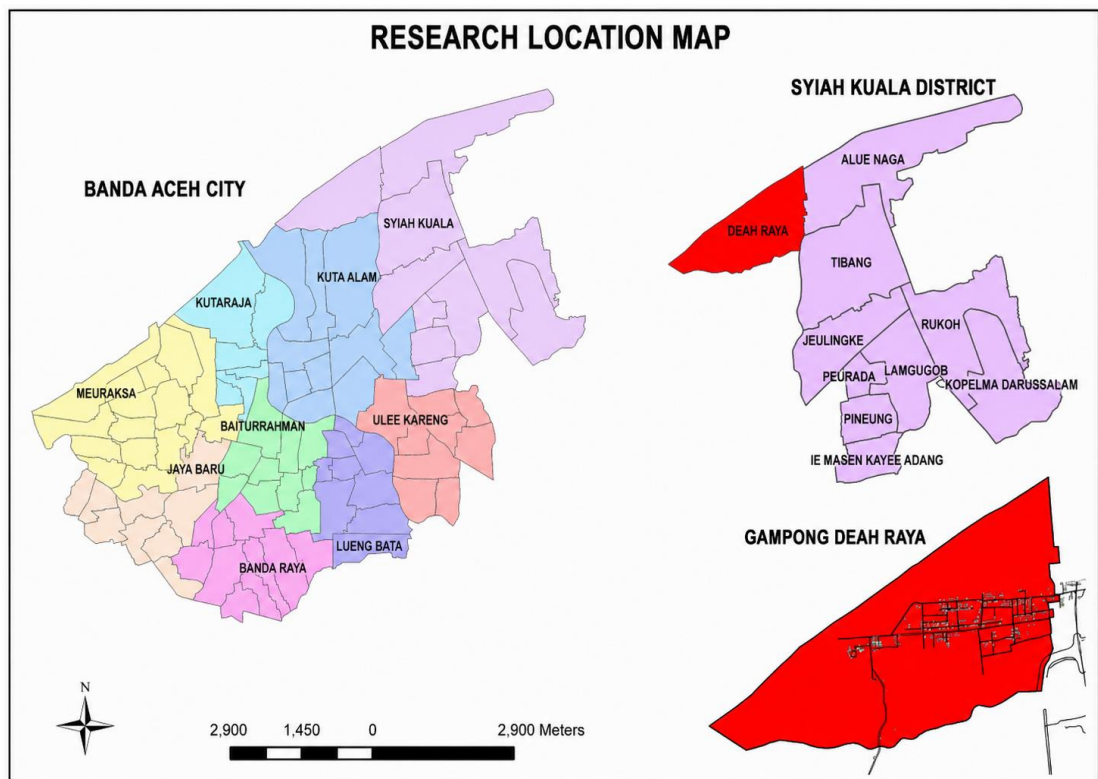 RESEARCH LOCATION MAP
BANDA ACEH CITY
SYIAH KUALA
KUTA ALAM
KUTARAJA
MEURAKSA
BAITURRAHMAN
ULEE KARENG
JAYA BARU
LUENG BATA
BANDA RAYA
SYIAH KUALA DISTRICT
ALUE NAGA
DEAH RAYA
TIBANG
RUKOH
JEULINGKE
LAMGUGOB
PEURADA
KOPELMA DARUSSALAM
PINEUNG
IE MASEN KAYEE ADANG
GAMPONG DEAH RAYA
N
2,900 1,450 0 2,900 Meters